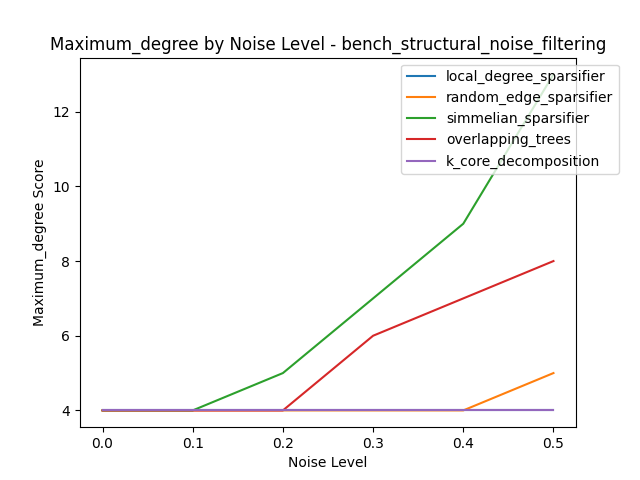 Maximum_degree by Noise Level - bench_structural_noise_filtering
local_degree_sparsifier
random_edge_sparsifier
simmelian_sparsifier
overlapping_trees
k_core_decomposition
Maximum_degree Score
12
10
8
6
4
0.0 0.1 0.2 0.3 0.4 0.5
Noise Level